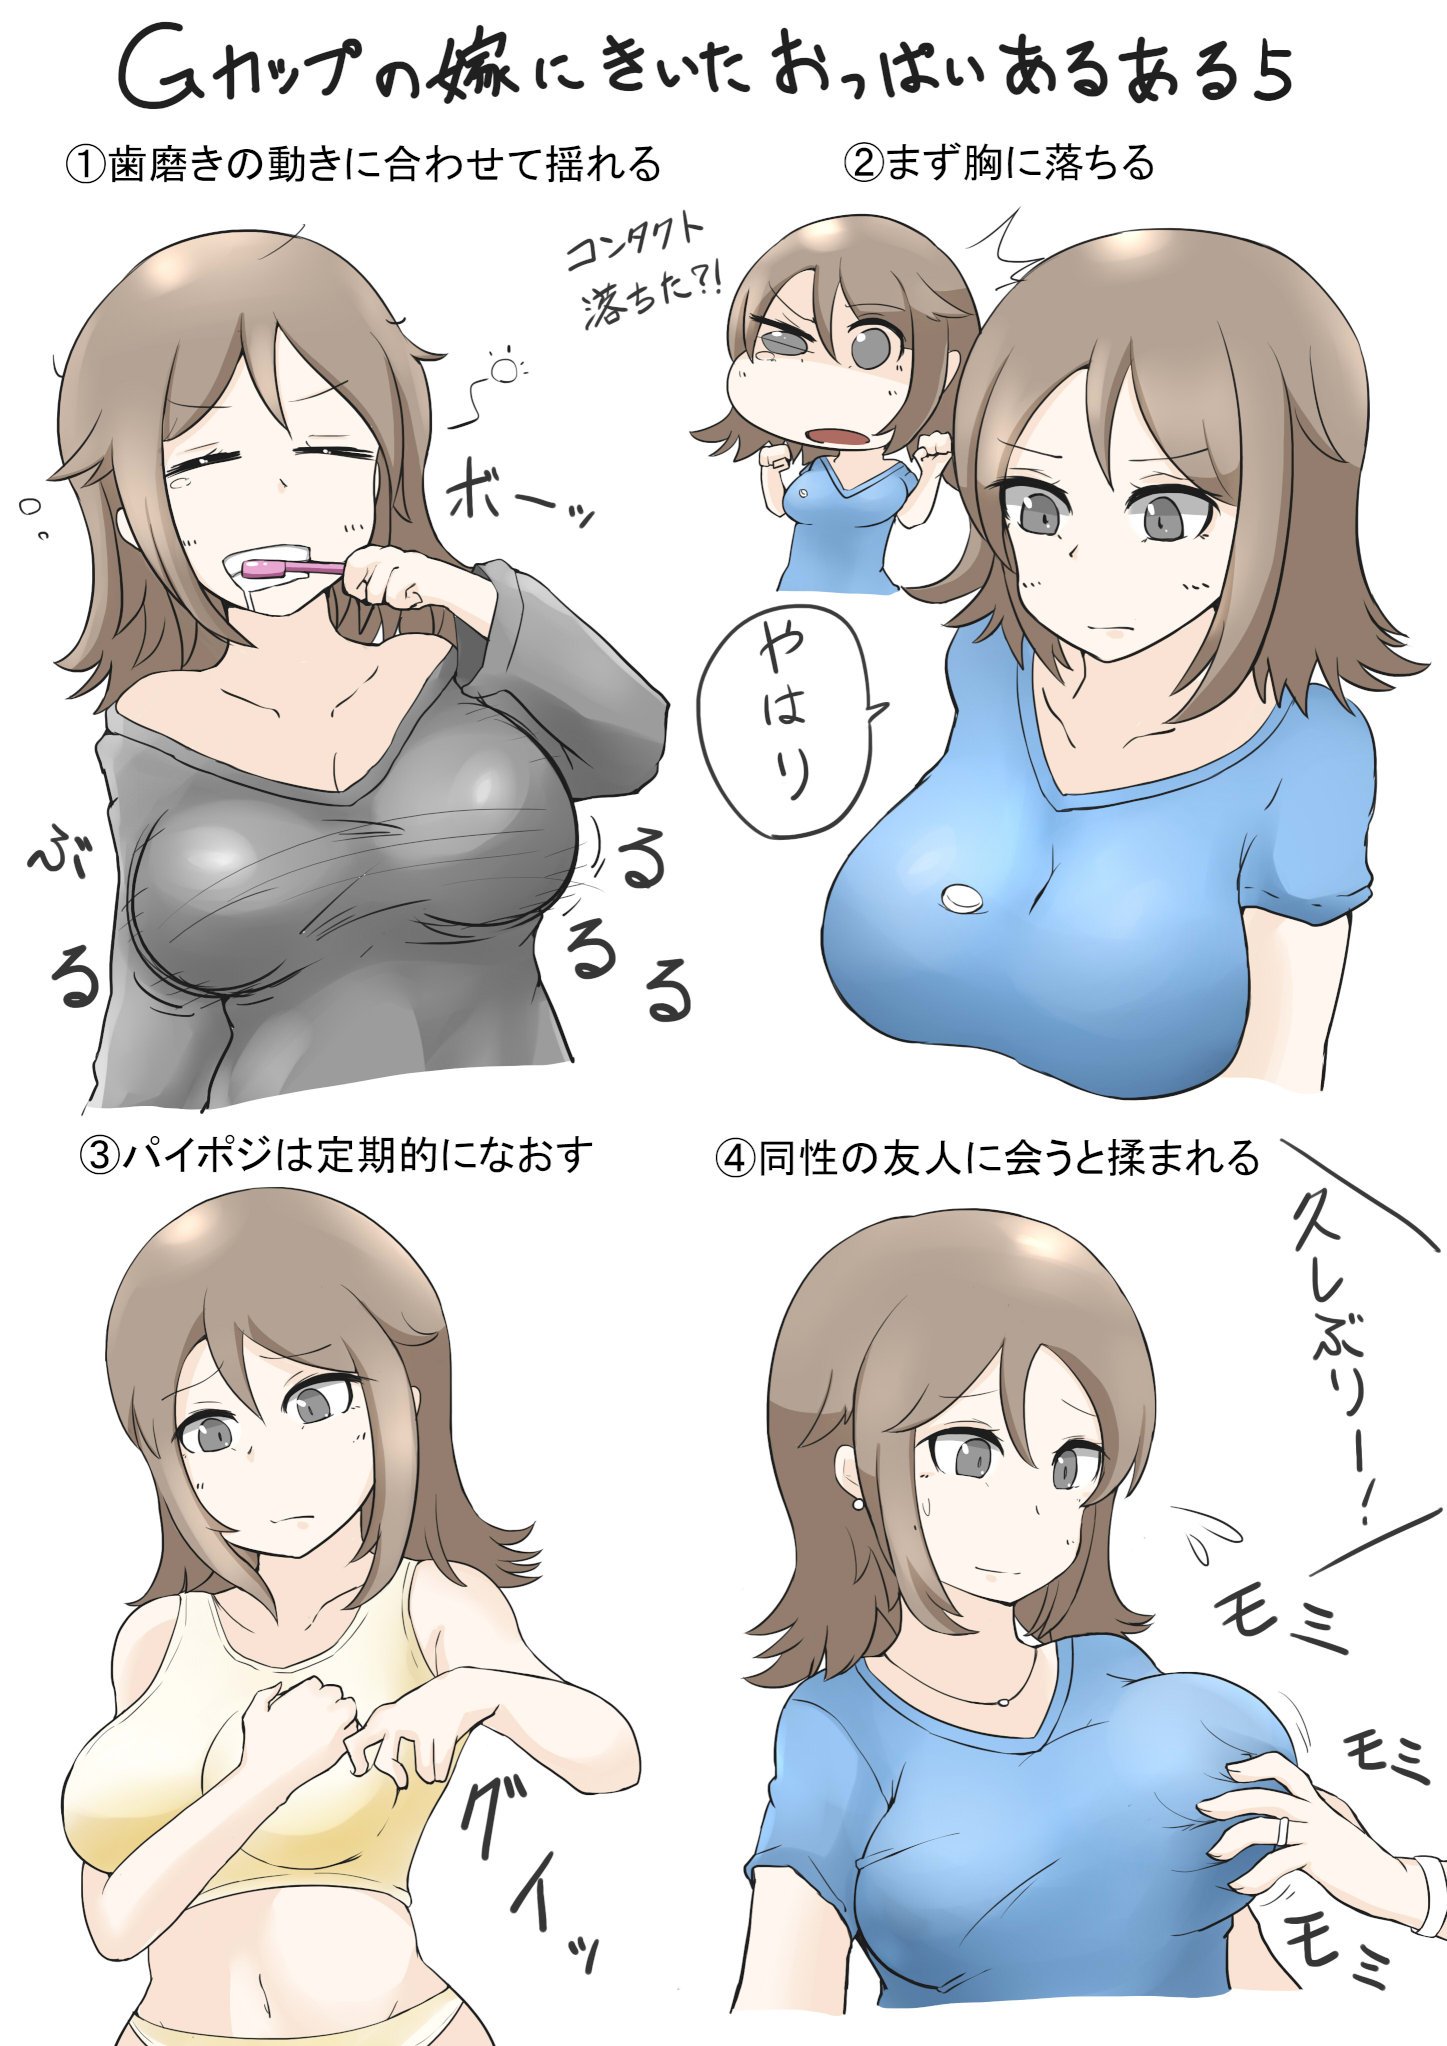 Gカップの嫁にきいたおっぱいあるある5
①歯磨きの動きに合わせて揺れる
ボーッ
ぶる
るるる
②まず胸に落ちる
コンタクト
落ちた?!
やはり
③パイポジは定期的になおす
グイッ
④同性の友人に会うと揉まれる
久しぶりー!
モミ
モミ
モミ